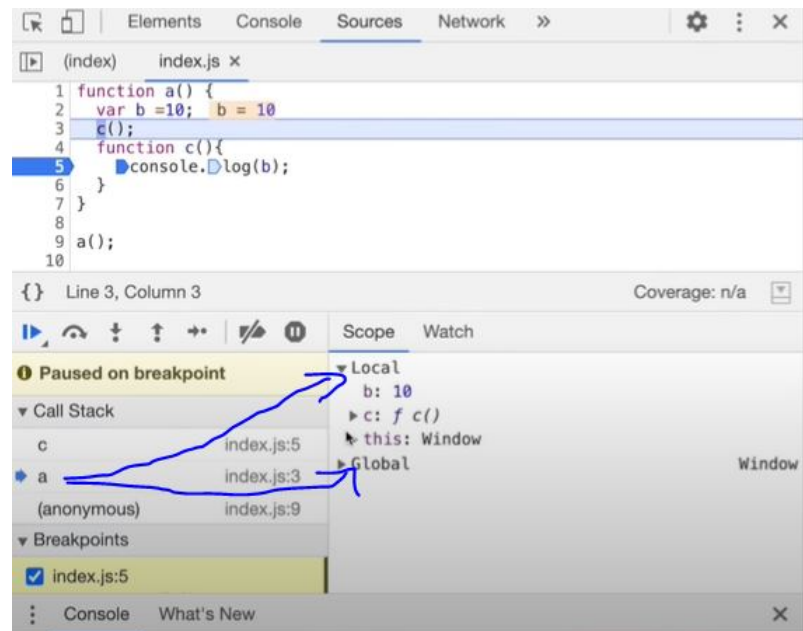 Elements Console Sources Network »
(index) index.js ×
1 function a() {
2 var b =10; b = 10
3 c();
4 function c(){
5 console.log(b);
6 }
7 }
8
9 a();
10
{} Line 3, Column 3 Coverage: n/a
Scope Watch
Paused on breakpoint
▼ Local
b: 10
▼ Call Stack
▶ c: ƒ c()
c index.js:5
▶ this: Window
a index.js:3
▶ Global Window
(anonymous) index.js:9
▼ Breakpoints
index.js:5
Console What's New